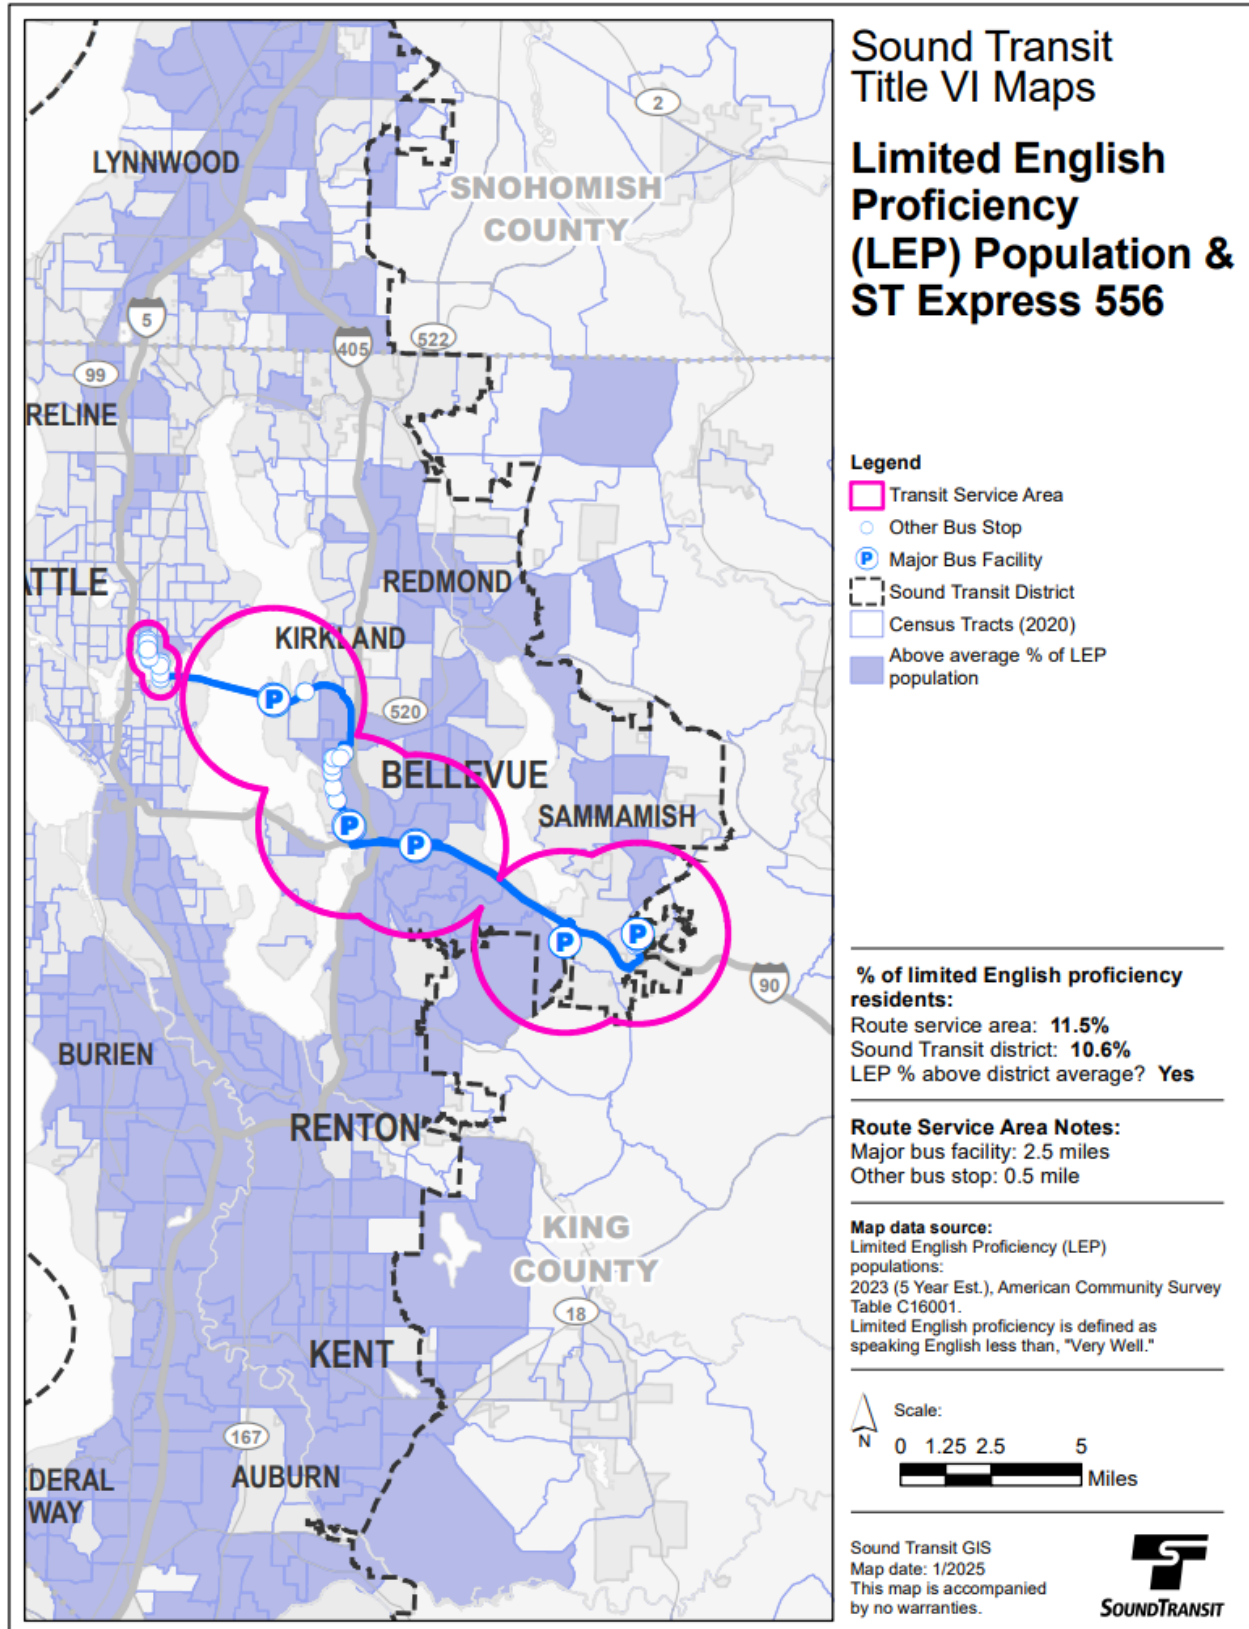 Sound Transit
Title VI Maps
Limited English
Proficiency
(LEP) Population &
ST Express 556
Legend
Transit Service Area
Other Bus Stop
P Major Bus Facility
Sound Transit District
Census Tracts (2020)
Above average % of LEP
population
% of limited English proficiency
residents:
Route service area: 11.5%
Sound Transit district: 10.6%
LEP % above district average? Yes
Route Service Area Notes:
Major bus facility: 2.5 miles
Other bus stop: 0.5 mile
Map data source:
Limited English Proficiency (LEP)
populations:
2023 (5 Year Est.), American Community Survey
Table C16001.
Limited English proficiency is defined as
speaking English less than, "Very Well."
N
Scale:
0 1.25 2.5 5
Miles
Sound Transit GIS
Map date: 1/2025
This map is accompanied
by no warranties.
SOUNDTRANSIT
2
LYNNWOOD
SNOHOMISH
COUNTY
5
405
522
99
RELINE
ATTLE
REDMOND
KIRKLAND
P
520
BELLEVUE
SAMMAMISH
P
P
P
P
90
BURIEN
RENTON
KING
COUNTY
18
KENT
167
DERAL
WAY
AUBURN